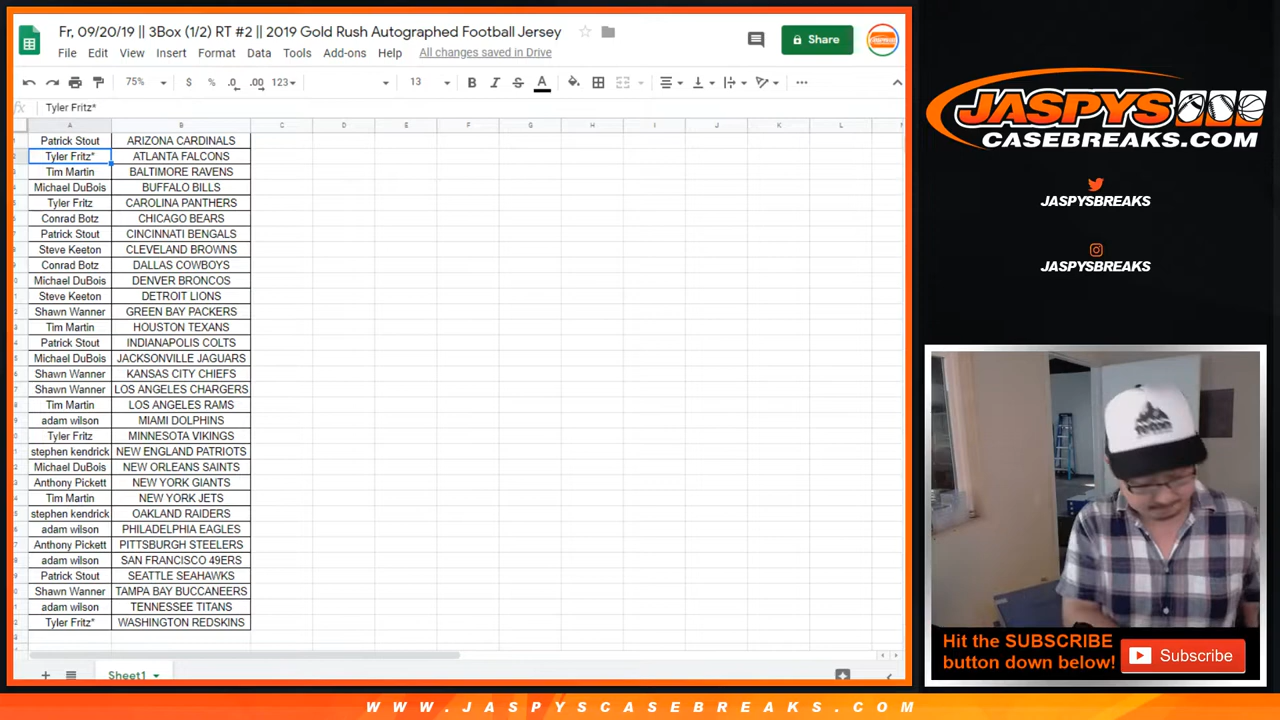 Fr, 09/20/19 || 3Box (1/2) RT #2 || 2019 Gold Rush Autographed Football Jersey
File Edit View Insert Format Data Tools Add-ons Help All changes saved in Drive
Share
75% $ % .0 .00 123 13 B I S A
fx Tyler Fritz*
A B C D E F G H I J K L
Patrick Stout ARIZONA CARDINALS
Tyler Fritz* ATLANTA FALCONS
Tim Martin BALTIMORE RAVENS
Michael DuBois BUFFALO BILLS
Tyler Fritz CAROLINA PANTHERS
Conrad Botz CHICAGO BEARS
Patrick Stout CINCINNATI BENGALS
Steve Keeton CLEVELAND BROWNS
Conrad Botz DALLAS COWBOYS
Michael DuBois DENVER BRONCOS
Steve Keeton DETROIT LIONS
Shawn Wanner GREEN BAY PACKERS
Tim Martin HOUSTON TEXANS
Patrick Stout INDIANAPOLIS COLTS
Michael DuBois JACKSONVILLE JAGUARS
Shawn Wanner KANSAS CITY CHIEFS
Shawn Wanner LOS ANGELES CHARGERS
Tim Martin LOS ANGELES RAMS
adam wilson MIAMI DOLPHINS
Tyler Fritz MINNESOTA VIKINGS
stephen kendrick NEW ENGLAND PATRIOTS
Michael DuBois NEW ORLEANS SAINTS
Anthony Pickett NEW YORK GIANTS
Tim Martin NEW YORK JETS
stephen kendrick OAKLAND RAIDERS
adam wilson PHILADELPHIA EAGLES
Anthony Pickett PITTSBURGH STEELERS
adam wilson SAN FRANCISCO 49ERS
Patrick Stout SEATTLE SEAHAWKS
Shawn Wanner TAMPA BAY BUCCANEERS
adam wilson TENNESSEE TITANS
Tyler Fritz* WASHINGTON REDSKINS
Sheet1
JASPYS
CASEBREAKS.COM
JASPYSBREAKS
JASPYSBREAKS
Hit the SUBSCRIBE
button down below!
Subscribe
WWW.JASPYSCASEBREAKS.COM